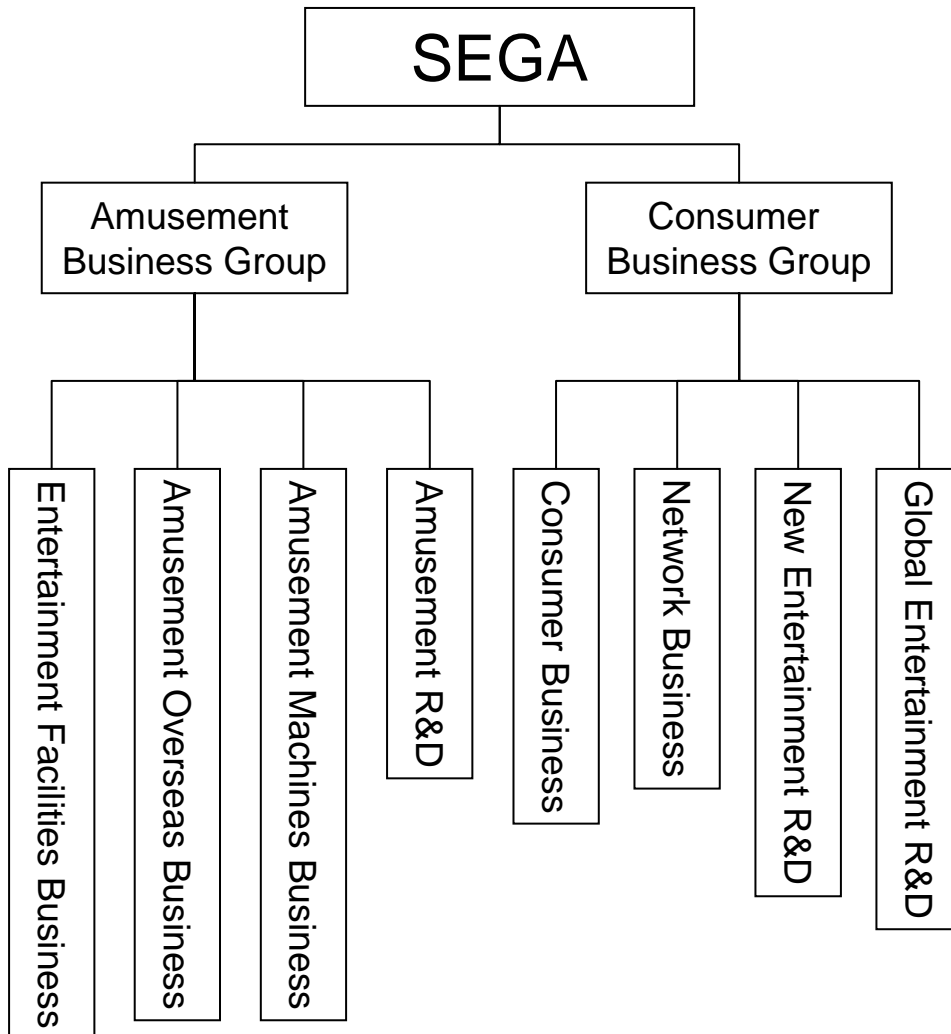 SEGA
Amusement
Business Group
Consumer
Business Group
Entertainment Facilities Business
Amusement Overseas Business
Amusement Machines Business
Amusement R&D
Consumer Business
Network Business
New Entertainment R&D
Global Entertainment R&D